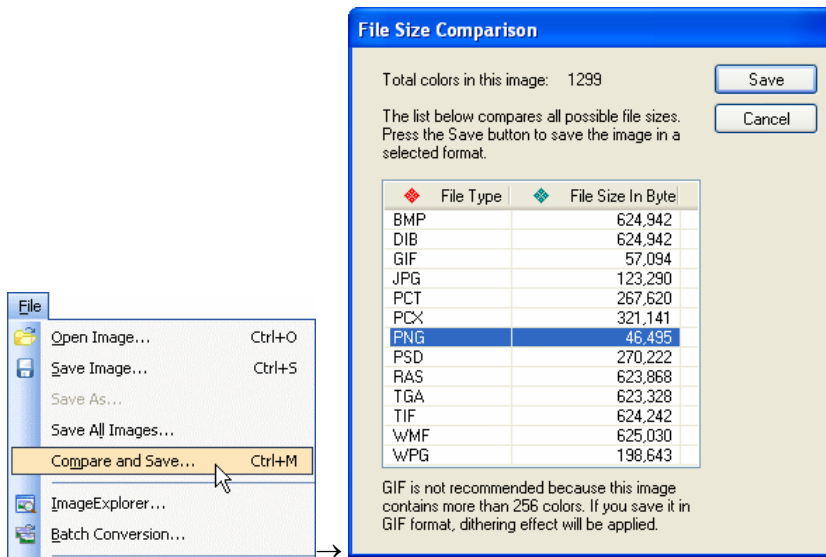 File
Open Image... Ctrl+O
Save Image... Ctrl+S
Save As...
Save All Images...
Compare and Save... Ctrl+M
ImageExplorer...
Batch Conversion...
→
File Size Comparison
Total colors in this image: 1299
Save
The list below compares all possible file sizes.
Press the Save button to save the image in a
selected format.
Cancel
File Type File Size In Byte
BMP 624,942
DIB 624,942
GIF 57,094
JPG 123,290
PCT 267,620
PCX 321,141
PNG 46,495
PSD 270,222
RAS 623,868
TGA 623,328
TIF 624,242
WMF 625,030
WPG 198,643
GIF is not recommended because this image
contains more than 256 colors. If you save it in
GIF format, dithering effect will be applied.